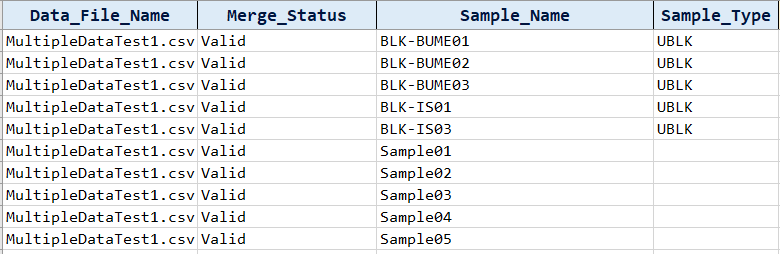 Data_File_Name Merge_Status Sample_Name Sample_Type
MultipleDataTest1.csv Valid BLK-BUME01 UBLK
MultipleDataTest1.csv Valid BLK-BUME02 UBLK
MultipleDataTest1.csv Valid BLK-BUME03 UBLK
MultipleDataTest1.csv Valid BLK-IS01 UBLK
MultipleDataTest1.csv Valid BLK-IS03 UBLK
MultipleDataTest1.csv Valid Sample01
MultipleDataTest1.csv Valid Sample02
MultipleDataTest1.csv Valid Sample03
MultipleDataTest1.csv Valid Sample04
MultipleDataTest1.csv Valid Sample05